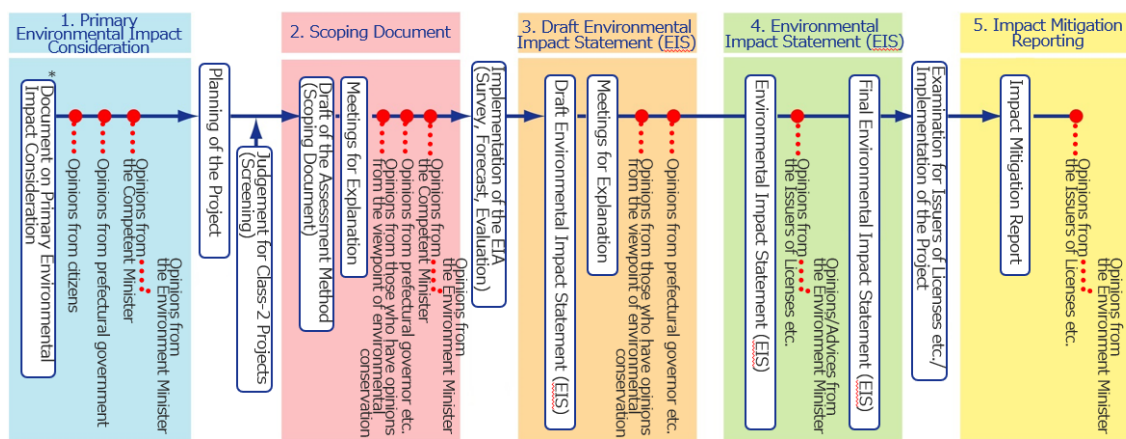 1. Primary
Environmental Impact
Consideration
*
Document on Primary Environmental
Impact Consideration
Opinions from citizens
Opinions from prefectural government
Opinions from
the Competent Minister
Opinions from
the Environment Minister
Planning of the Project
Judgement for Class-2 Projects
(Screening)
2. Scoping Document
Draft of the Assessment Method
(Scoping Document)
Meetings for Explanation
Opinions from those who have opinions
from the viewpoint of environmental
conservation
Opinions from prefectural governor etc.
Opinions from
the Competent Minister
Opinions from
the Environment Minister
Implementation of the EIA
(Survey, Forecast, Evaluation)
3. Draft Environmental
Impact Statement (EIS)
Draft Environmental Impact Statement (EIS)
Meetings for Explanation
Opinions from those who have opinions
from the viewpoint of environmental
conservation
Opinions from prefectural governor etc.
4. Environmental
Impact Statement (EIS)
Environmental Impact Statement (EIS)
Opinions from
the Issuers of Licenses etc.
Opinions/Advices from
the Environment Minister
Final Environmental Impact Statement (EIS)
Examination for Issuers of Licenses etc./
Implementation of the Project
5. Impact Mitigation
Reporting
Impact Mitigation Report
Opinions from
the Issuers of Licenses etc.
Opinions from
the Environment Minister